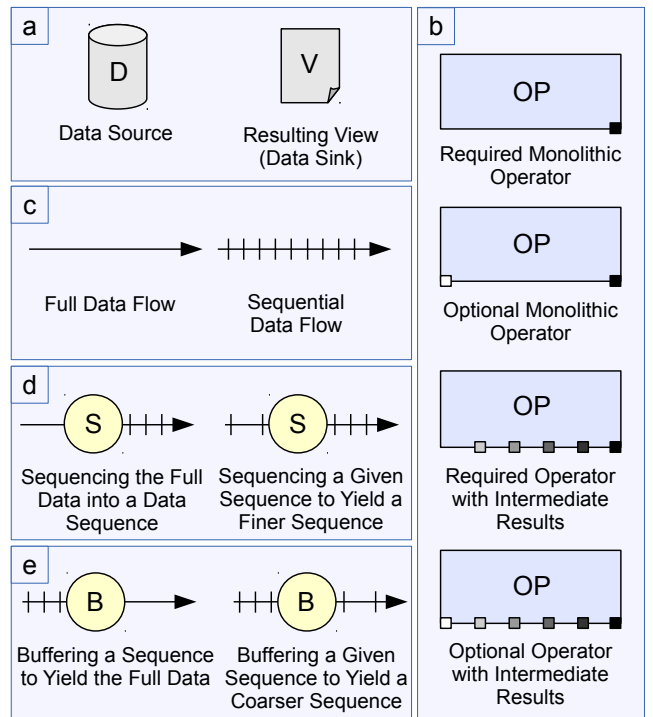 a
D
V
Data Source
Resulting View
(Data Sink)
b
OP
Required Monolithic
Operator
OP
Optional Monolithic
Operator
OP
Required Operator
with Intermediate
Results
OP
Optional Operator
with Intermediate
Results
c
Full Data Flow
Sequential
Data Flow
d
S
S
Sequencing the Full
Data into a Data
Sequence
Sequencing a Given
Sequence to Yield a
Finer Sequence
e
B
B
Buffering a Sequence
to Yield the Full Data
Buffering a Given
Sequence to Yield a
Coarser Sequence